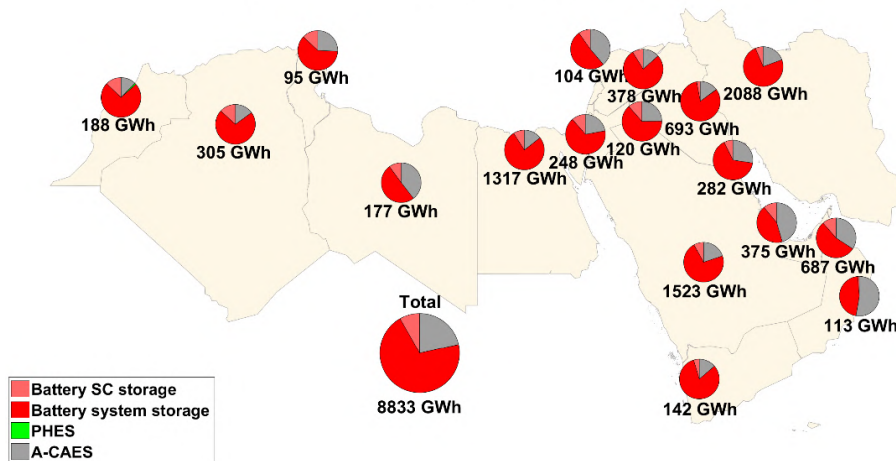 95 GWh
104 GWh
188 GWh
378 GWh
2088 GWh
305 GWh
693 GWh
177 GWh
1317 GWh
248 GWh
120 GWh
282 GWh
375 GWh
687 GWh
1523 GWh
113 GWh
Total
8833 GWh
142 GWh
Battery SC storage
Battery system storage
PHES
A-CAES